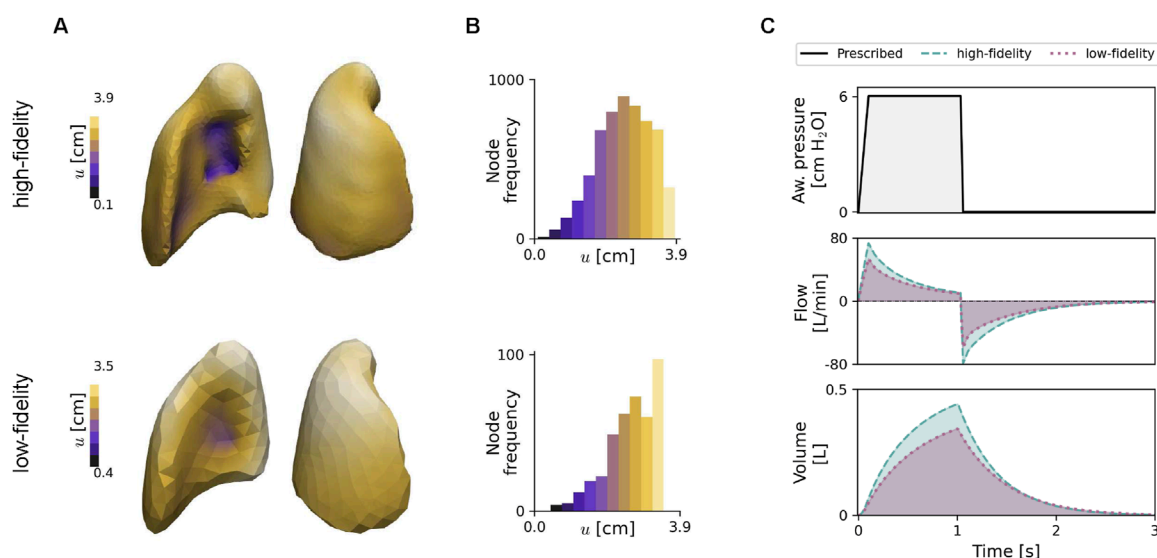 A
B
C
Prescribed high-fidelity low-fidelity
high-fidelity
3.9
u [cm]
0.1
1000
Node
frequency
0
0.0 3.9
u [cm]
6
Aw. pressure
[cm H₂O]
0
80
Flow
[L/min]
0
-80
low-fidelity
3.5
u [cm]
0.4
100
Node
frequency
0
0.0 3.9
u [cm]
0.5
Volume
[L]
0
0 1 2 3
Time [s]